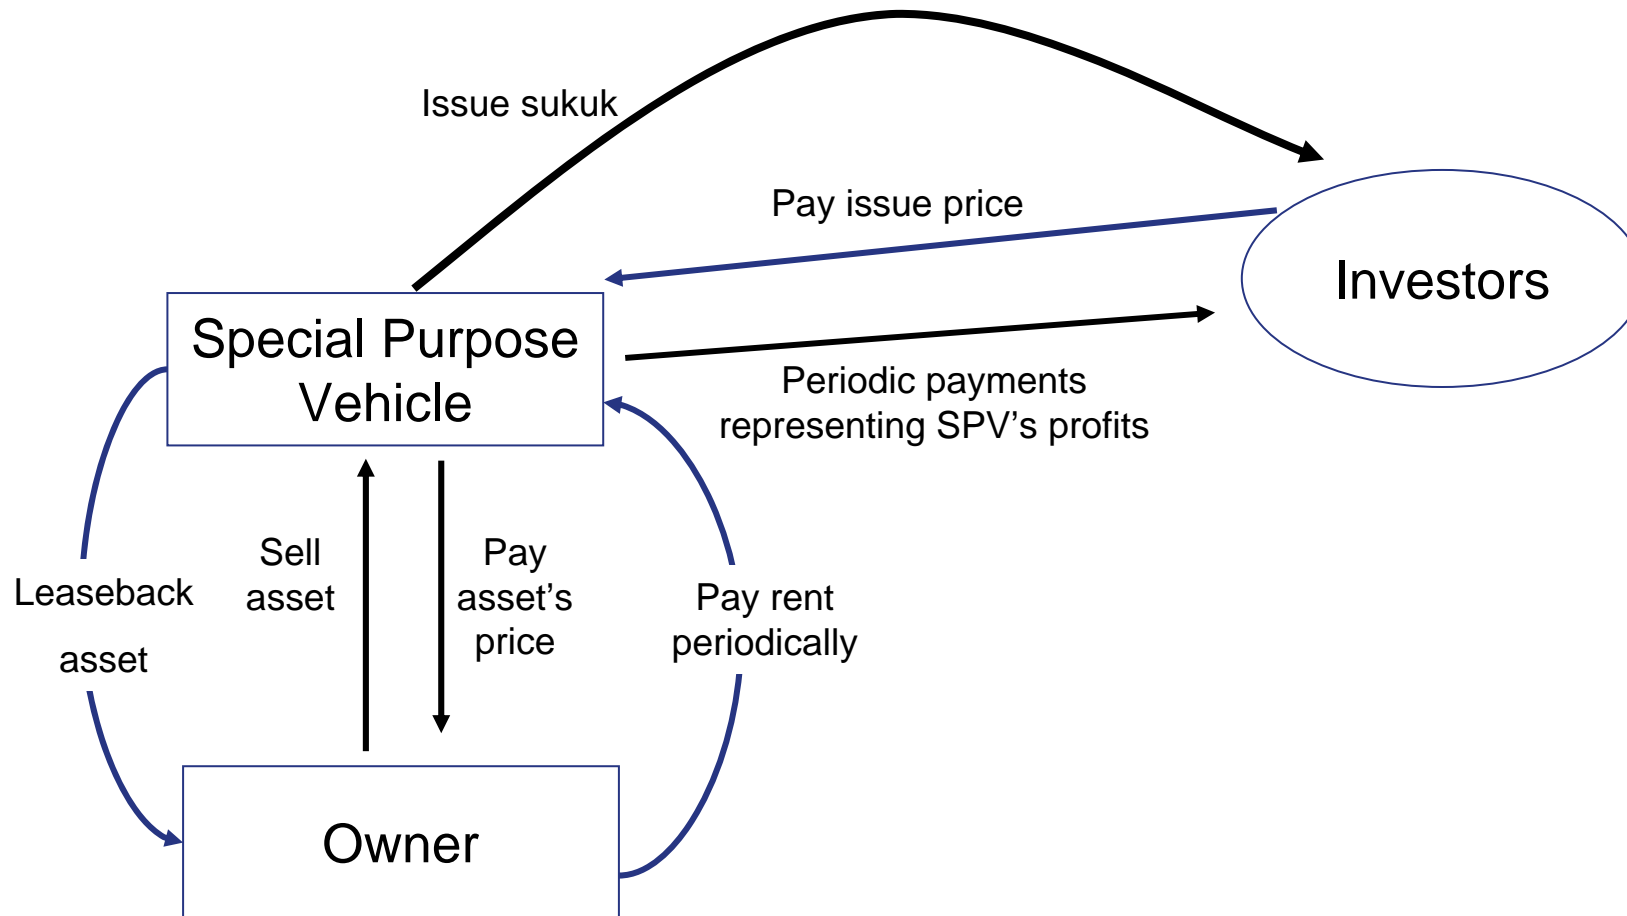 Issue sukuk
Pay issue price
Investors
Special Purpose
Vehicle
Periodic payments
representing SPV’s profits
Sell
asset
Pay
asset’s
price
Leaseback
asset
Pay rent
periodically
Owner